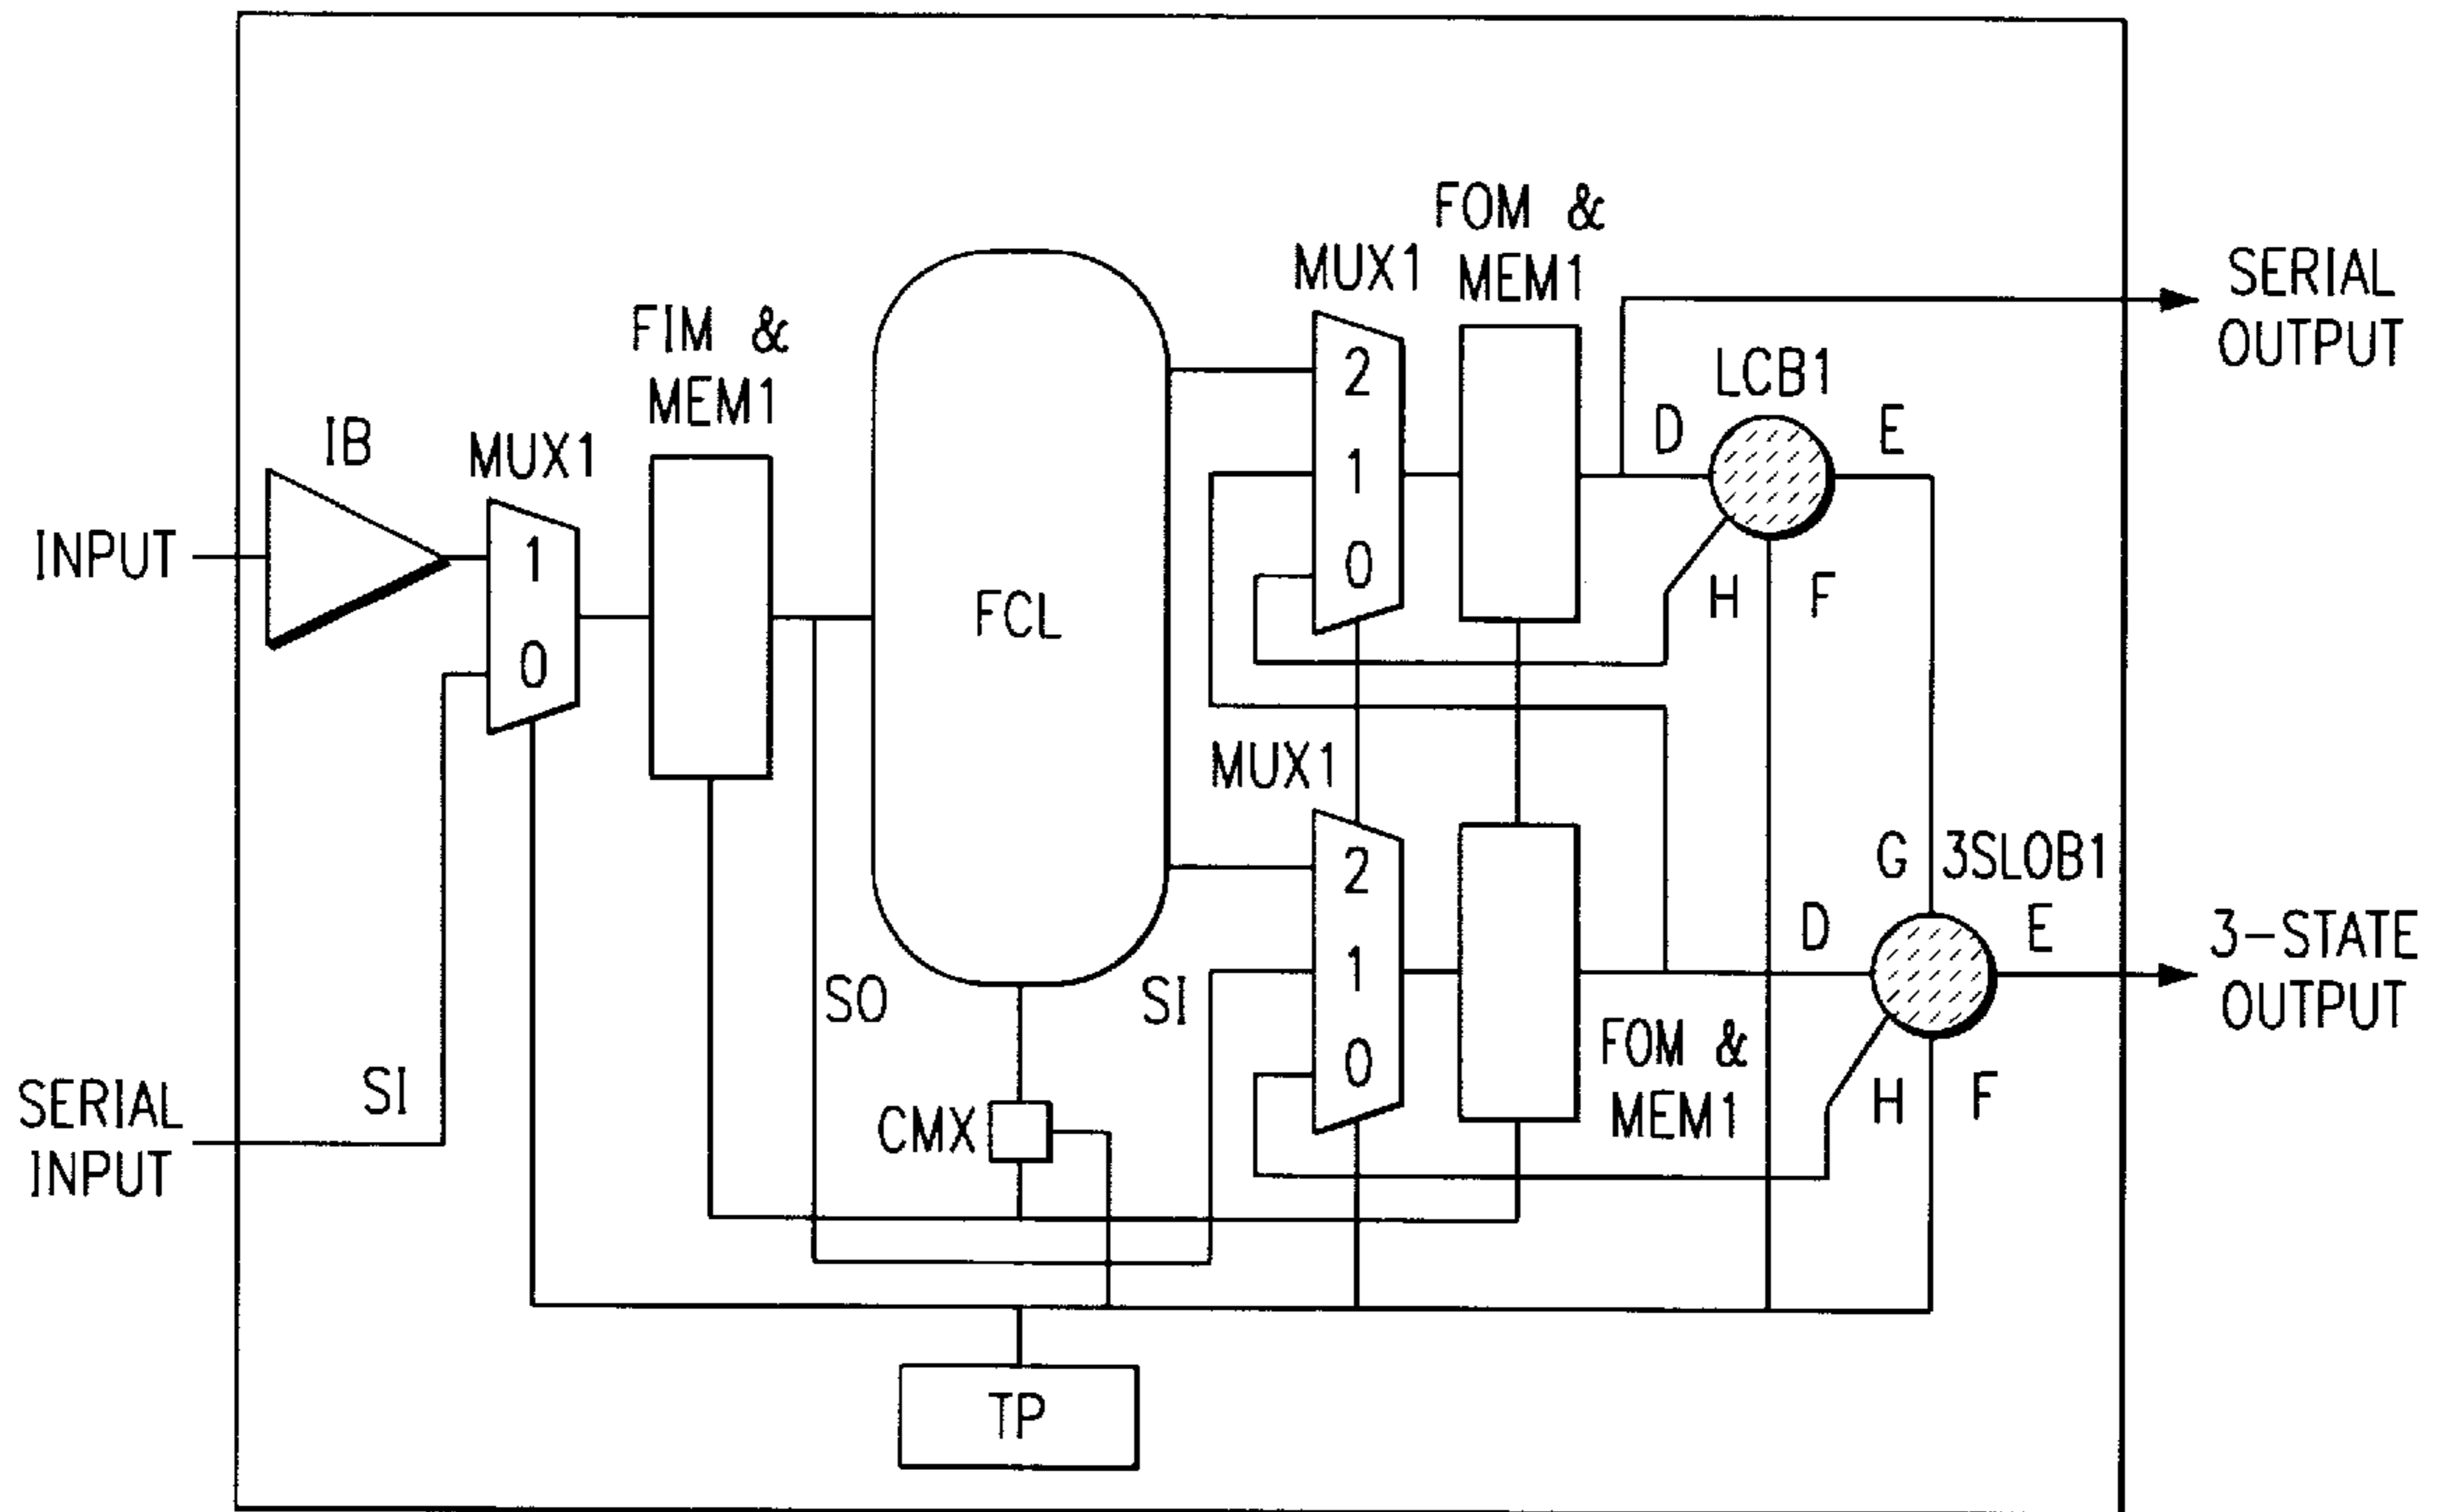 FOM &
MEM1
MUX1
SERIAL
OUTPUT
FIM &
MEM1
LCB1
2
D
E
IB
MUX1
1
INPUT
1
0
H
F
FCL
0
MUX1
G
3SLOB1
2
D
E
3-STATE
OUTPUT
SO
SI
1
FOM &
MEM1
0
H
F
SI
SERIAL
INPUT
CMX
TP